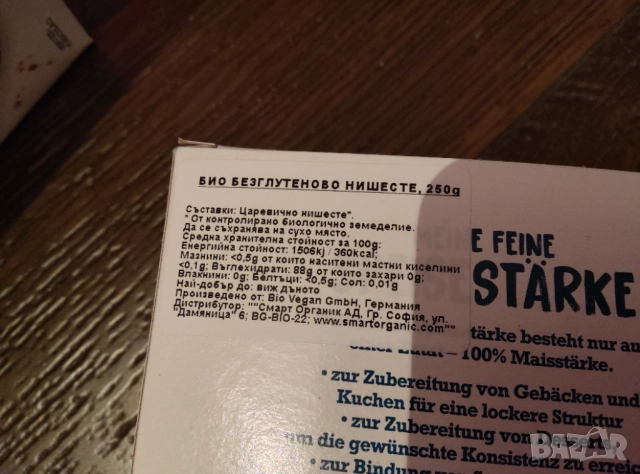 БИО БЕЗГЛУТЕНОВО НИШЕСТЕ, 250g
Съставки: Царевично нишесте*.
* От контролирано биологично земеделие.
Да се съхранява на сухо място.
Средна хранителна стойност за 100g:
Енергийна стойност: 1506kj / 360kcal;
Мазнини: <0,5g от които наситени мастни киселини
<0,1g; Въглехидрати: 88g от които захари 0g;
Влакнини: 0g; Белтъци: <0,5g; Сол: 0,01g
Най-добър до: виж дъното
Произведено от: Bio Vegan GmbH, Германия
Дистрибутор: ""Смарт Органик АД, Гр. София, ул.
"Дамяница" 6; BG-BIO-22; www.smartorganic.com""
E FEINE
STÄRKE
stärke besteht nur au
einer Zutat – 100% Maisstärke.
• zur Zubereitung von Gebäcken und
Kuchen für eine lockere Struktur
• zur Zubereitung von Dessert
um die gewünschte Konsistenz zu erreic
• zur Bindung
bazar